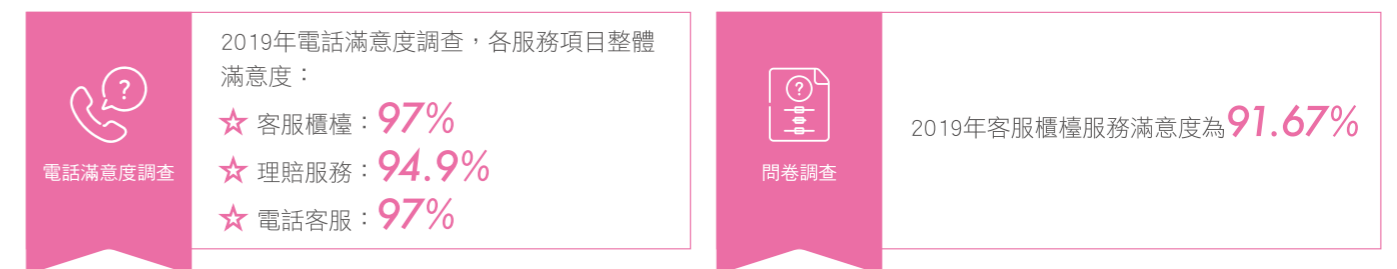 電話滿意度調查
2019年電話滿意度調查，各服務項目整體
滿意度：
☆ 客服櫃檯：97%
☆ 理賠服務：94.9%
☆ 電話客服：97%
問卷調查
2019年客服櫃檯服務滿意度為91.67%